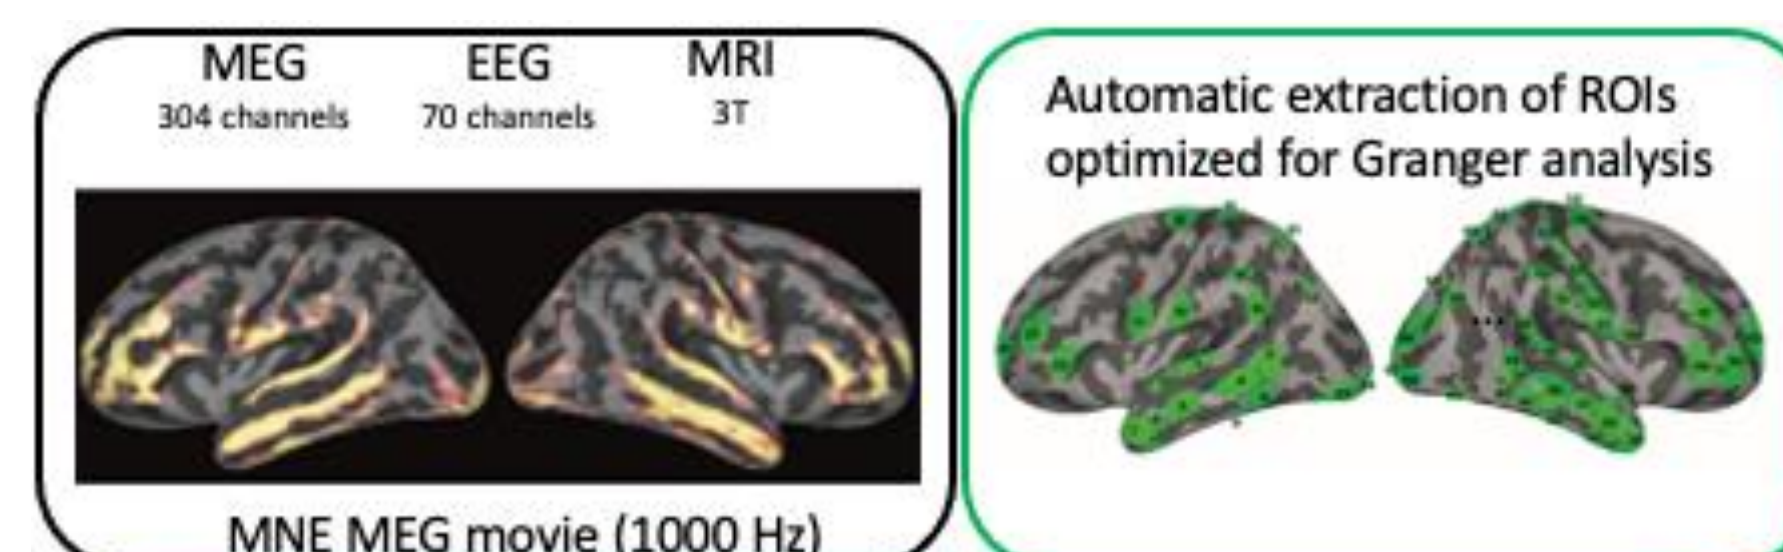 MEG EEG MRI
304 channels 70 channels 3T
MNE MEG movie (1000 Hz)
Automatic extraction of ROIs
optimized for Granger analysis
...